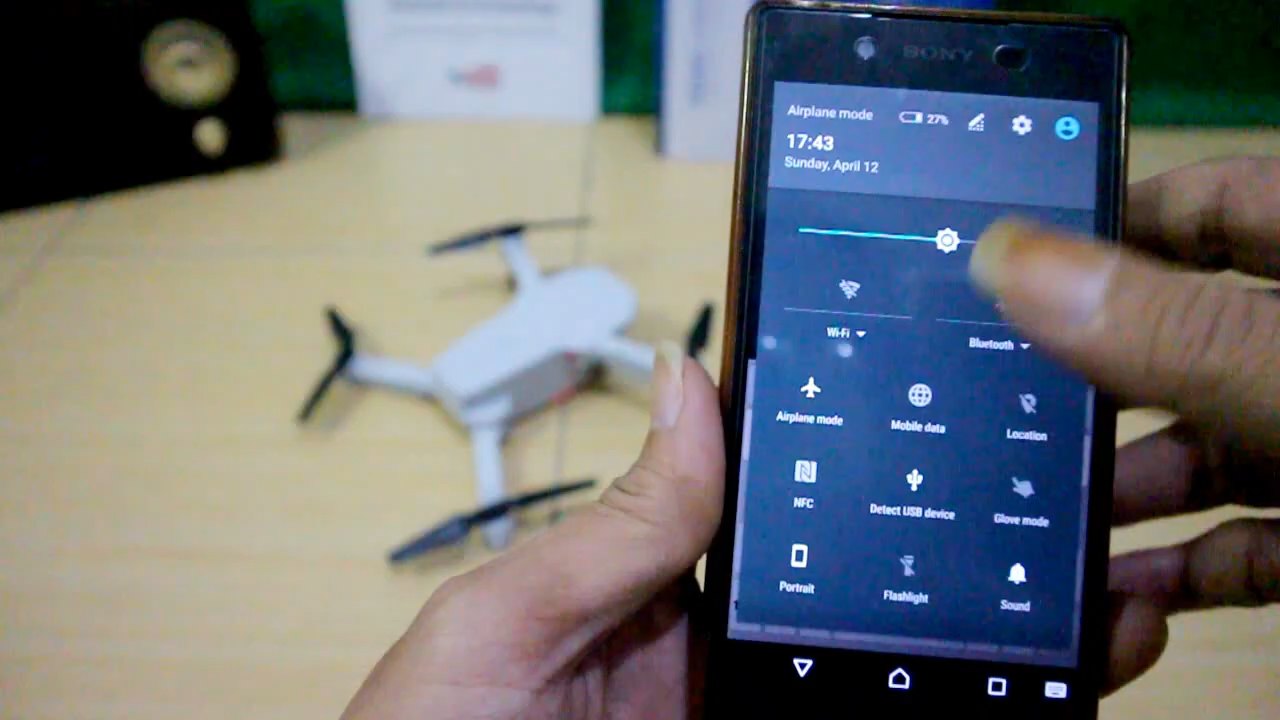 SONY
Airplane mode 27%
17:43
Sunday, April 12
Wi-Fi Bluetooth
Airplane mode Mobile data Location
NFC Detect USB device Glove mode
Portrait Flashlight Sound